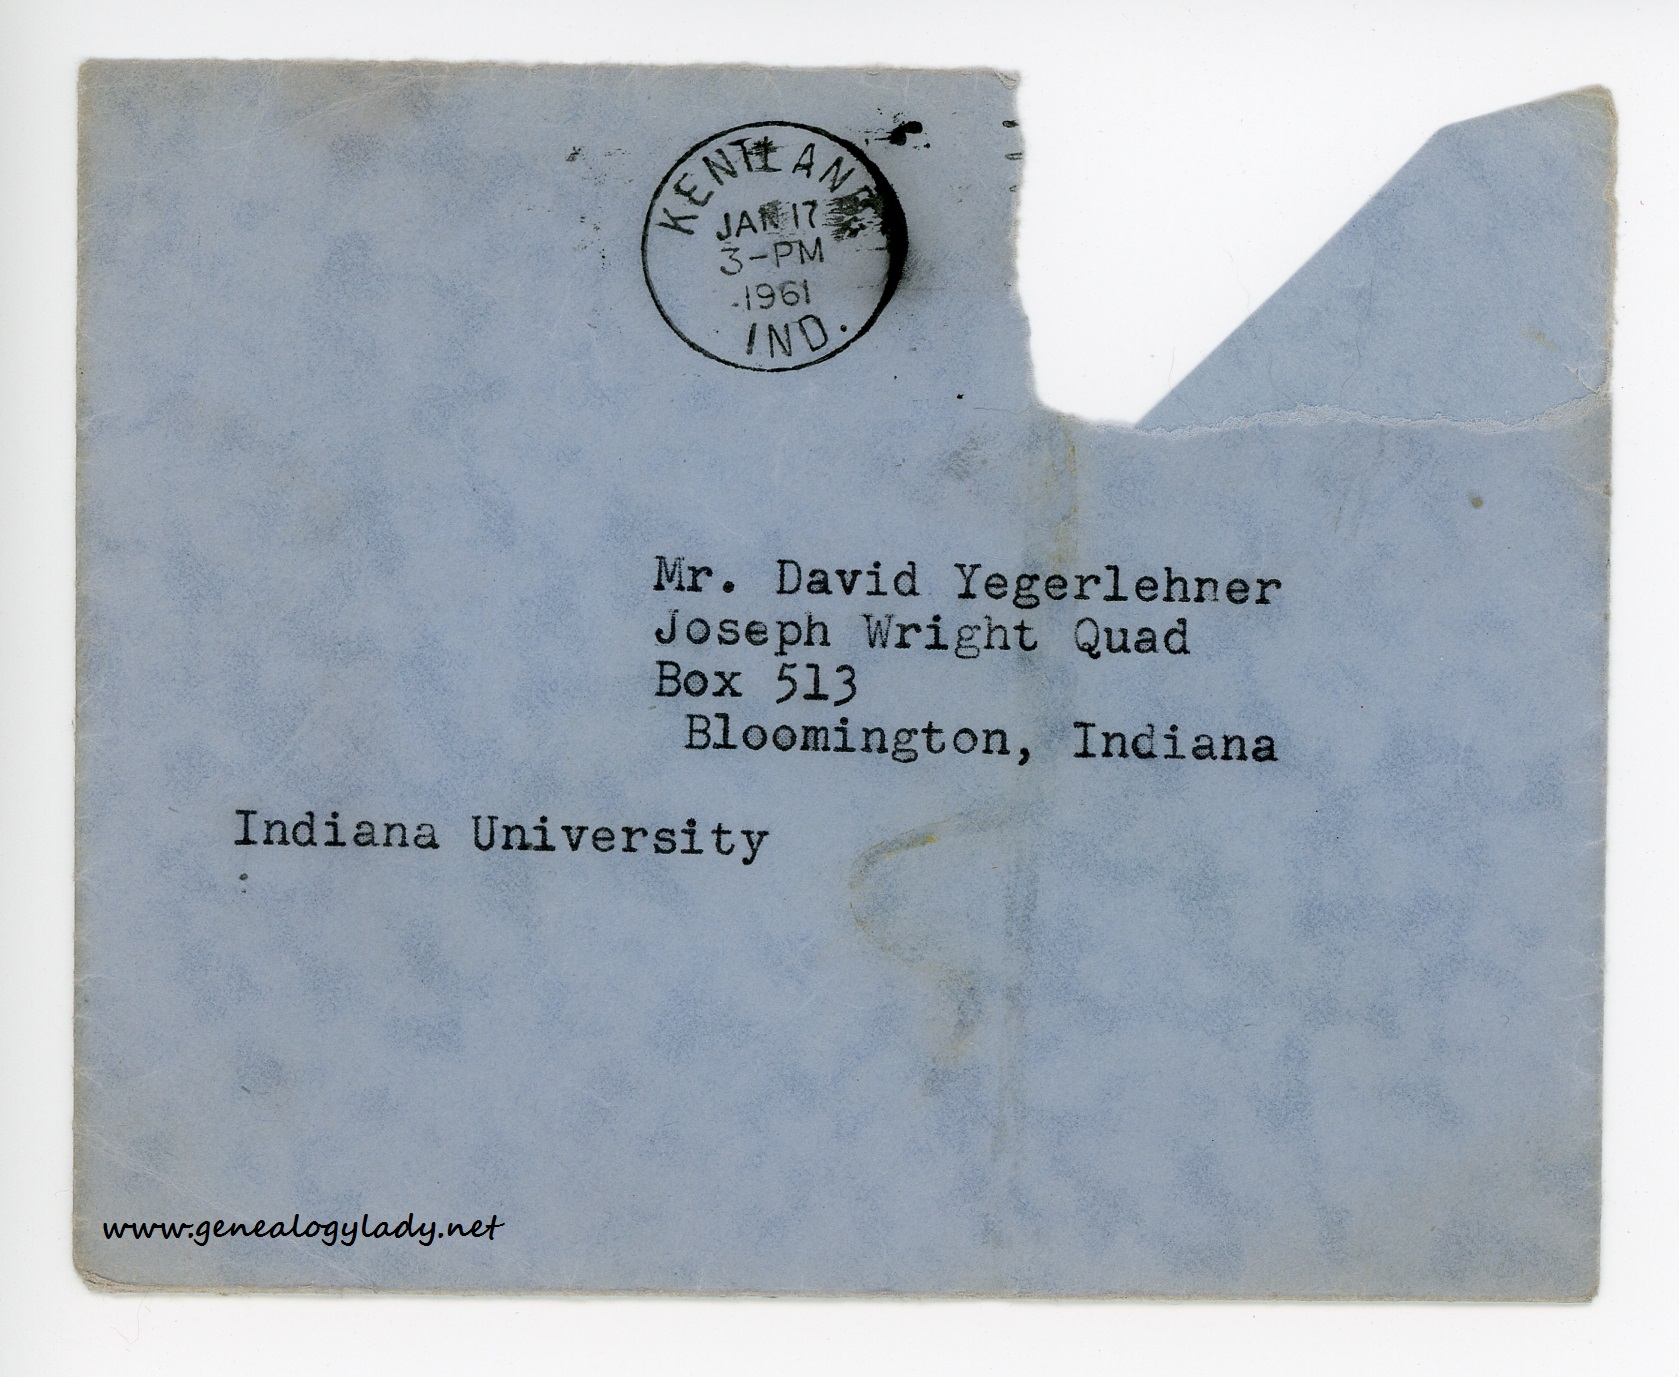 KENTLAND
JAN 17
3-PM
1961
IND.
Mr. David Yegerlehner
Joseph Wright Quad
Box 513
Bloomington, Indiana
Indiana University
www.genealogylady.net